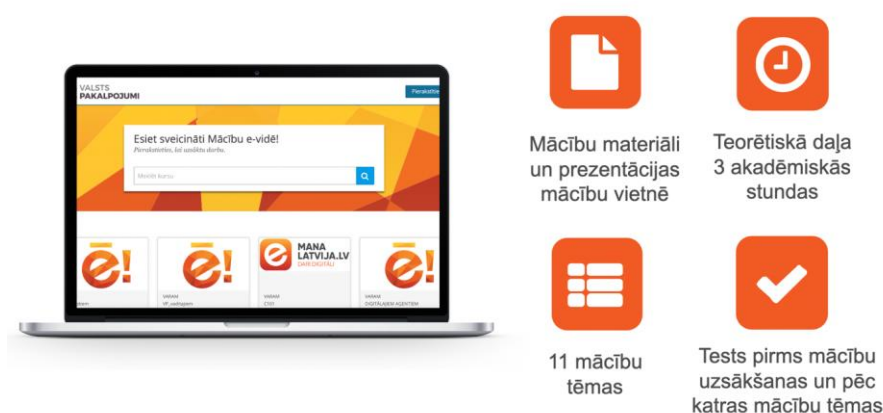 VALSTS
PAKALPOJUMI
Esiet sveicināti Mācību e-vidē!
Pierakstieties, lai uzsāktu darbu.
Meklēt kursu
ē!
ē!
ē
MANA
LATVIJA.LV
DARI DIGITĀLI
ē!
VARAM
VARAM
VARAM
DIGITĀLAJIEM AĢENTIEM
Mācību materiāli
un prezentācijas
mācību vietnē
Teorētiskā daļa
3 akadēmiskās
stundas
11 mācību
tēmas
Tests pirms mācību
uzsākšanas un pēc
katras mācību tēmas